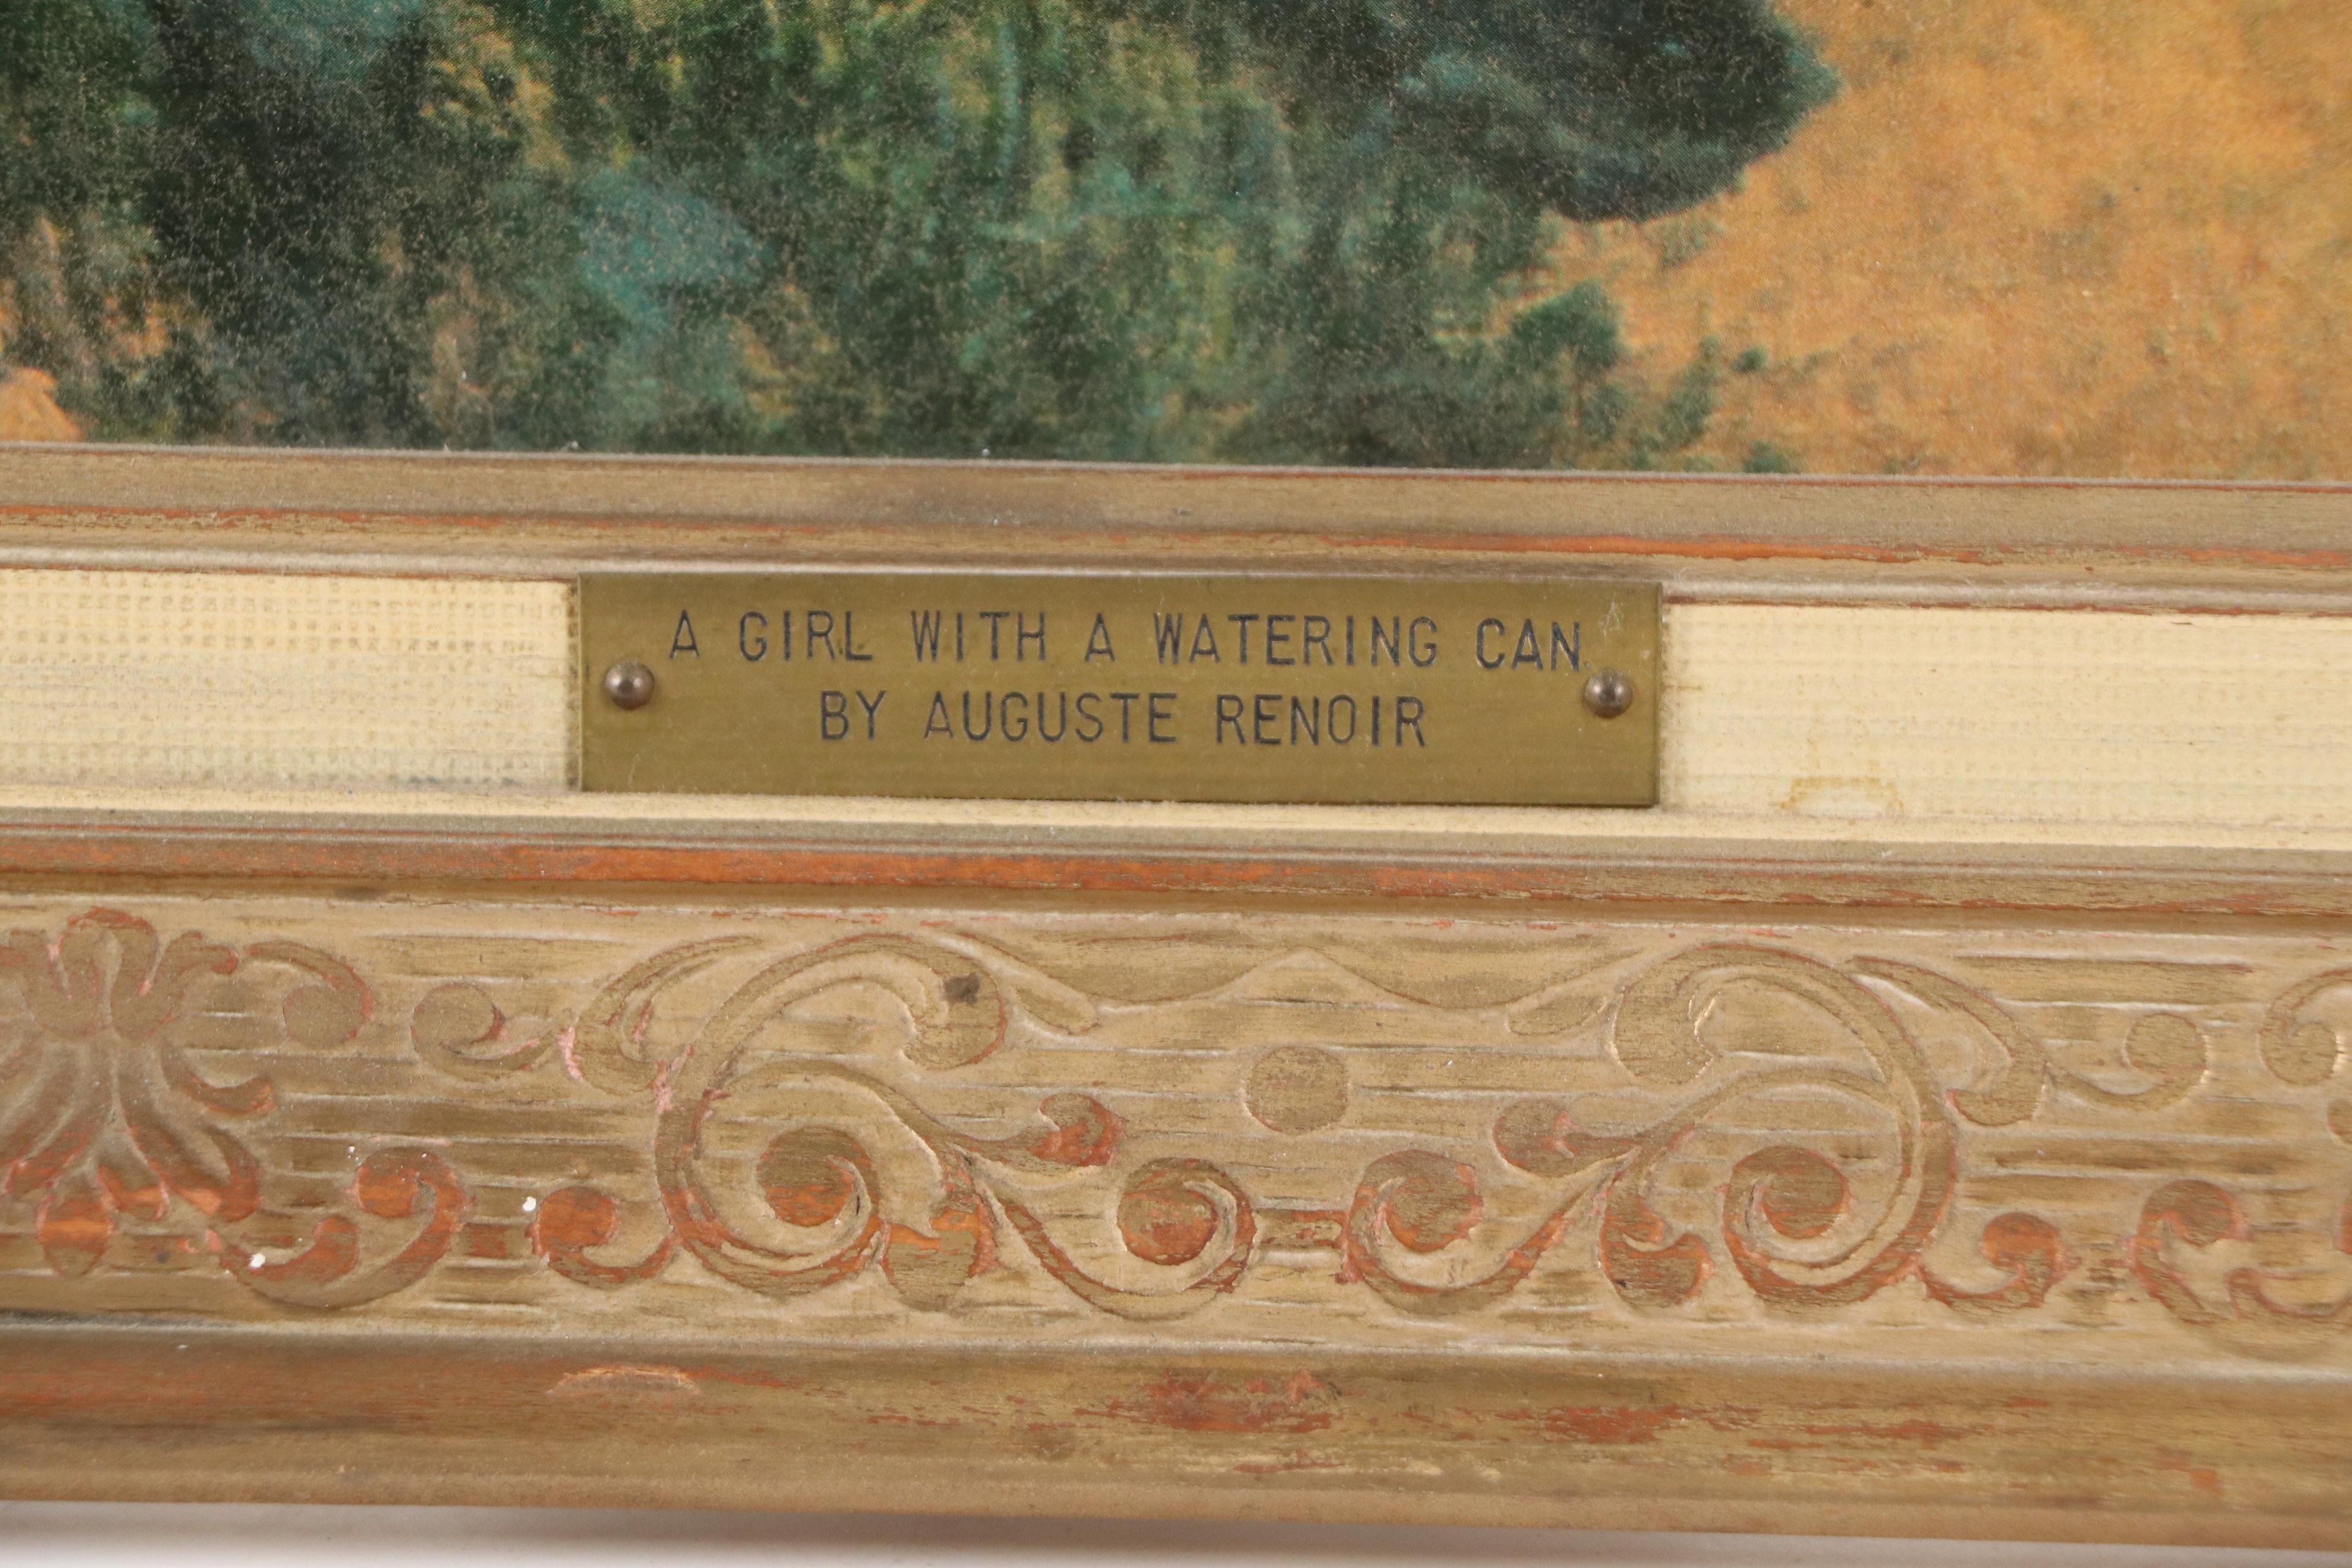 A GIRL WITH A WATERING CAN
BY AUGUSTE RENOIR